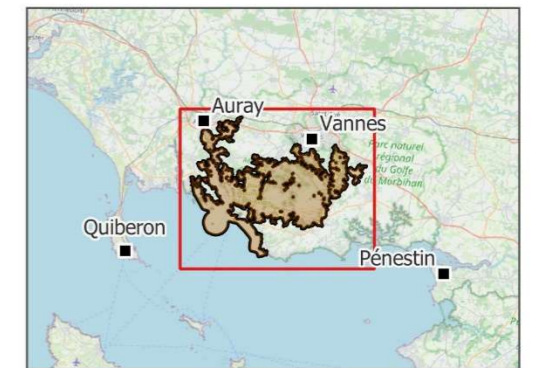 Auray
Vannes
Parc naturel
régional
du Golfe
du Morbihan
Quiberon
Pénestin